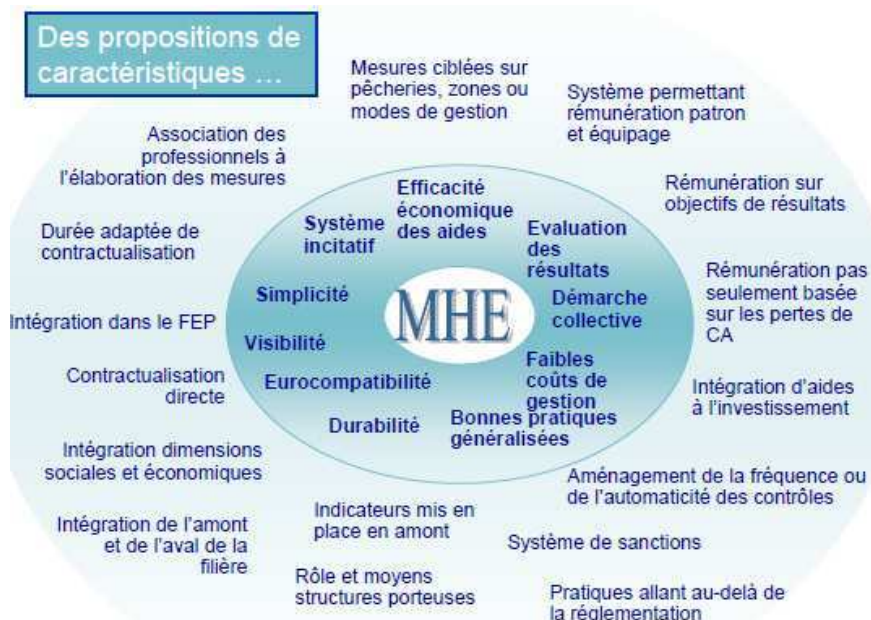 Des propositions de
caractéristiques ...
Mesures ciblées sur
pêcheries, zones ou
modes de gestion
Système permettant
rémunération patron
et équipage
Association des
professionnels à
l'élaboration des mesures
Rémunération sur
objectifs de résultats
Durée adaptée de
contractualisation
Rémunération pas
seulement basée
sur les pertes de
CA
Intégration dans le FEP
Contractualisation
directe
Intégration d'aides
à l'investissement
Intégration dimensions
sociales et économiques
Aménagement de la fréquence ou
de l'automaticité des contrôles
Intégration de l'amont
et de l'aval de la
filière
Indicateurs mis en
place en amont
Système de sanctions
Rôle et moyens
structures porteuses
Pratiques allant au-delà de
la réglementation
Efficacité
économique
des aides
Système
incitatif
Evaluation
des
résultats
Simplicité
MHE
Démarche
collective
Visibilité
Eurocompatibilité
Faibles
coûts de
gestion
Durabilité
Bonnes pratiques
généralisées